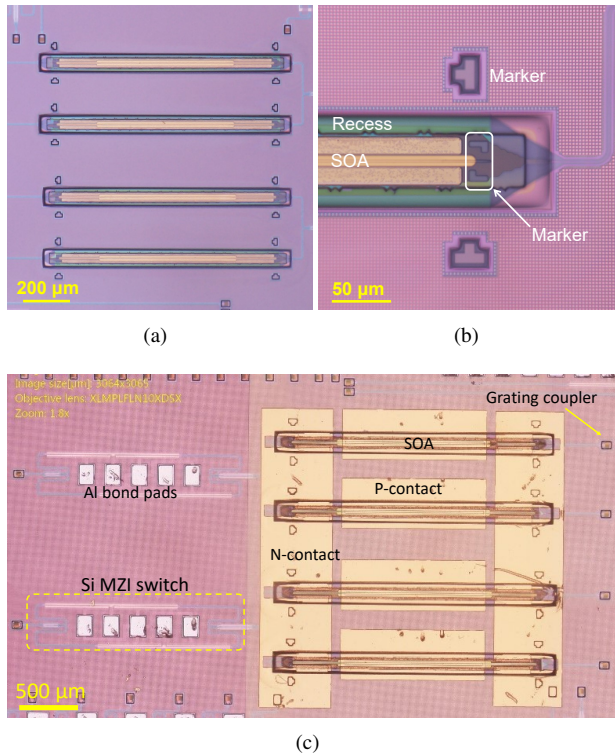 200 µm
(a)
Marker
Recess
SOA
Marker
50 µm
(b)
Image size[µm]: 3064x3065
Objective lens: XLMPLFLN10XDSX
Zoom: 1.8x
Grating coupler
SOA
Al bond pads
P-contact
N-contact
Si MZI switch
500 µm
(c)